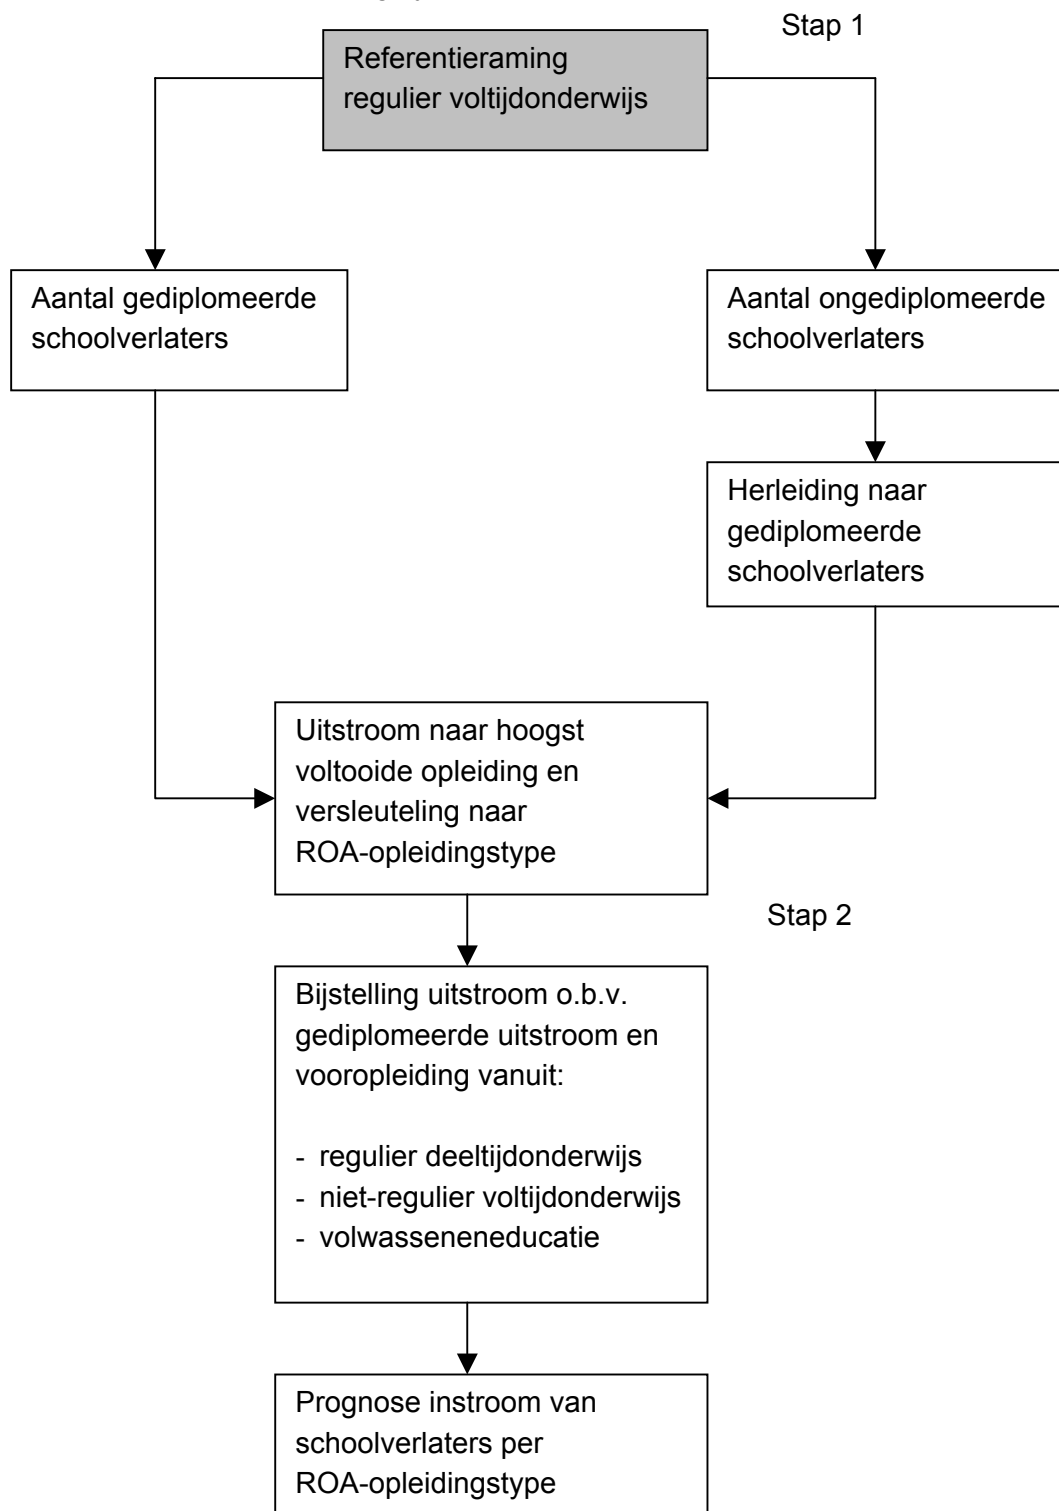 Stap 1
Referentieraming
regulier voltijdonderwijs
Aantal gediplomeerde
schoolverlaters
Aantal ongediplomeerde
schoolverlaters
Herleiding naar
gediplomeerde
schoolverlaters
Uitstroom naar hoogst
voltooide opleiding en
versleuteling naar
ROA-opleidingstype
Stap 2
Bijstelling uitstroom o.b.v.
gediplomeerde uitstroom en
vooropleiding vanuit:
- regulier deeltijdonderwijs
- niet-regulier voltijdonderwijs
- volwasseneneducatie
Prognose instroom van
schoolverlaters per
ROA-opleidingstype